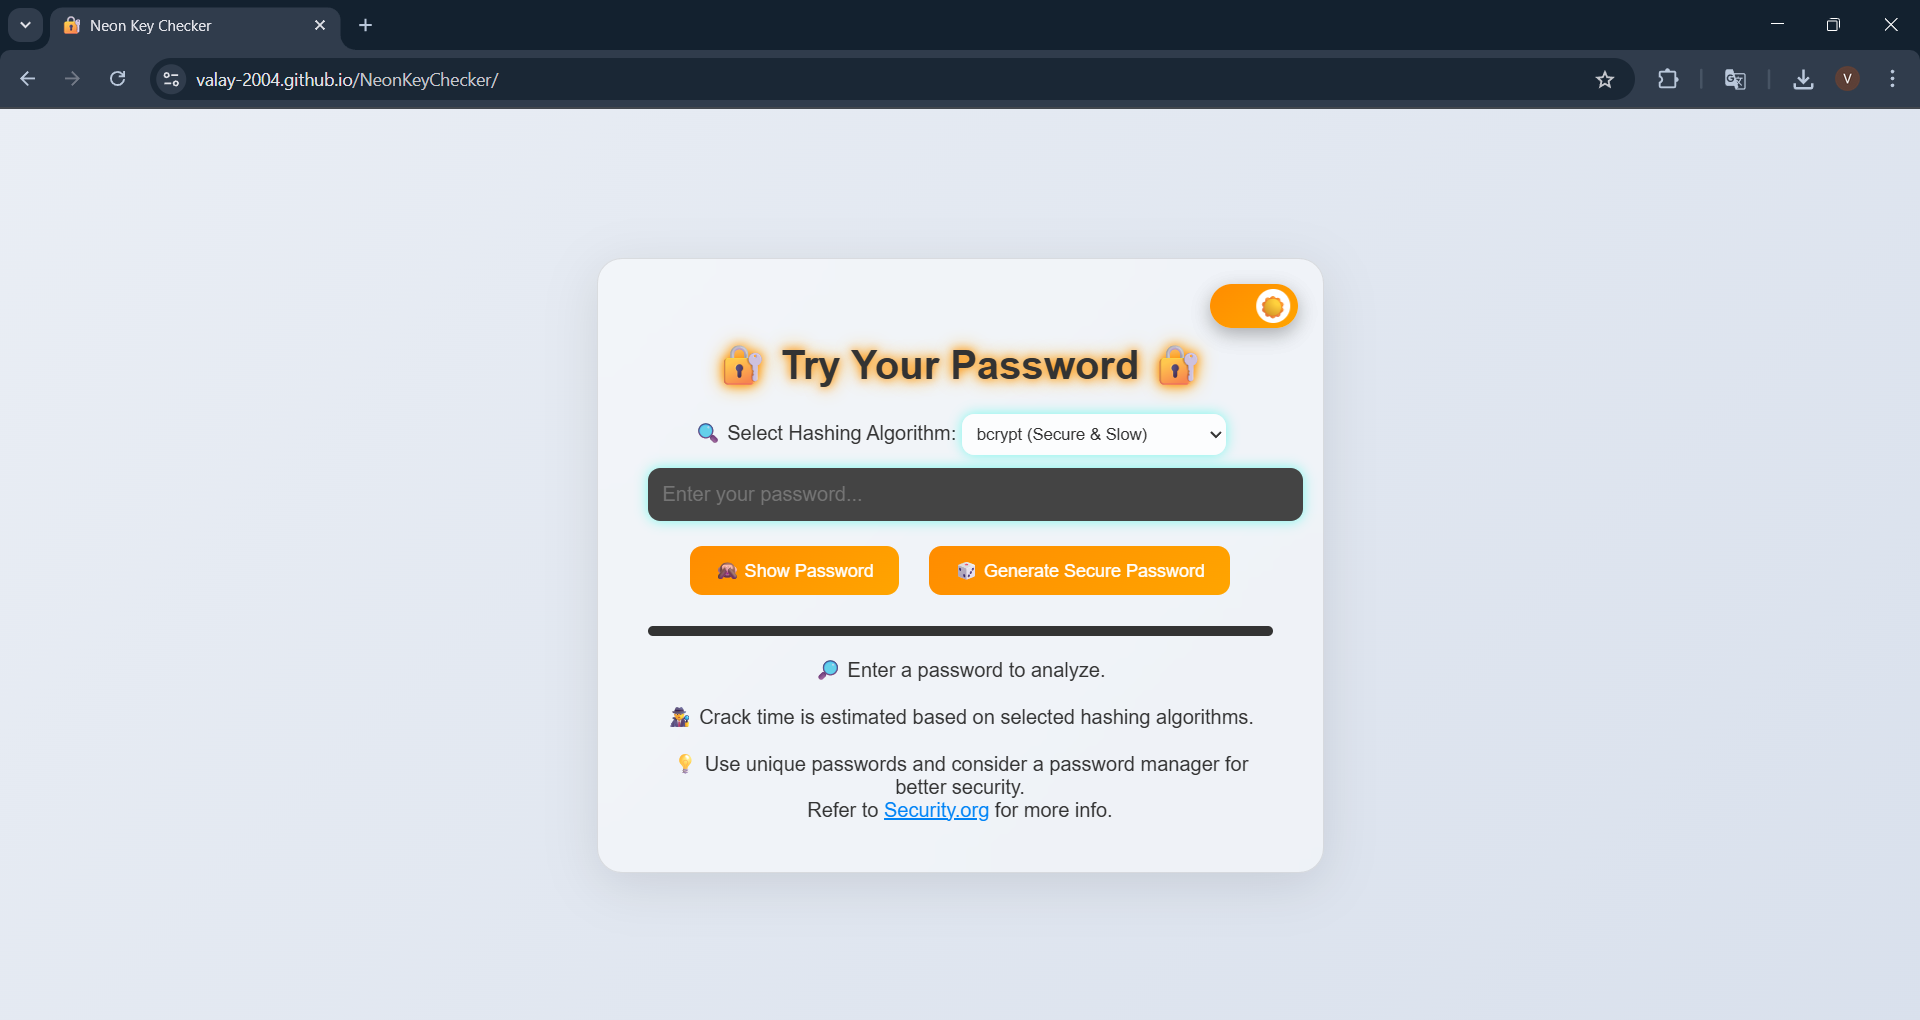 Neon Key Checker
valay-2004.github.io/NeonKeyChecker/
V
🔐 Try Your Password 🔐
🔍 Select Hashing Algorithm: bcrypt (Secure & Slow)
Enter your password...
🙈 Show Password 🎲 Generate Secure Password
🔎 Enter a password to analyze.
🕵️ Crack time is estimated based on selected hashing algorithms.
💡 Use unique passwords and consider a password manager for
better security.
Refer to Security.org for more info.